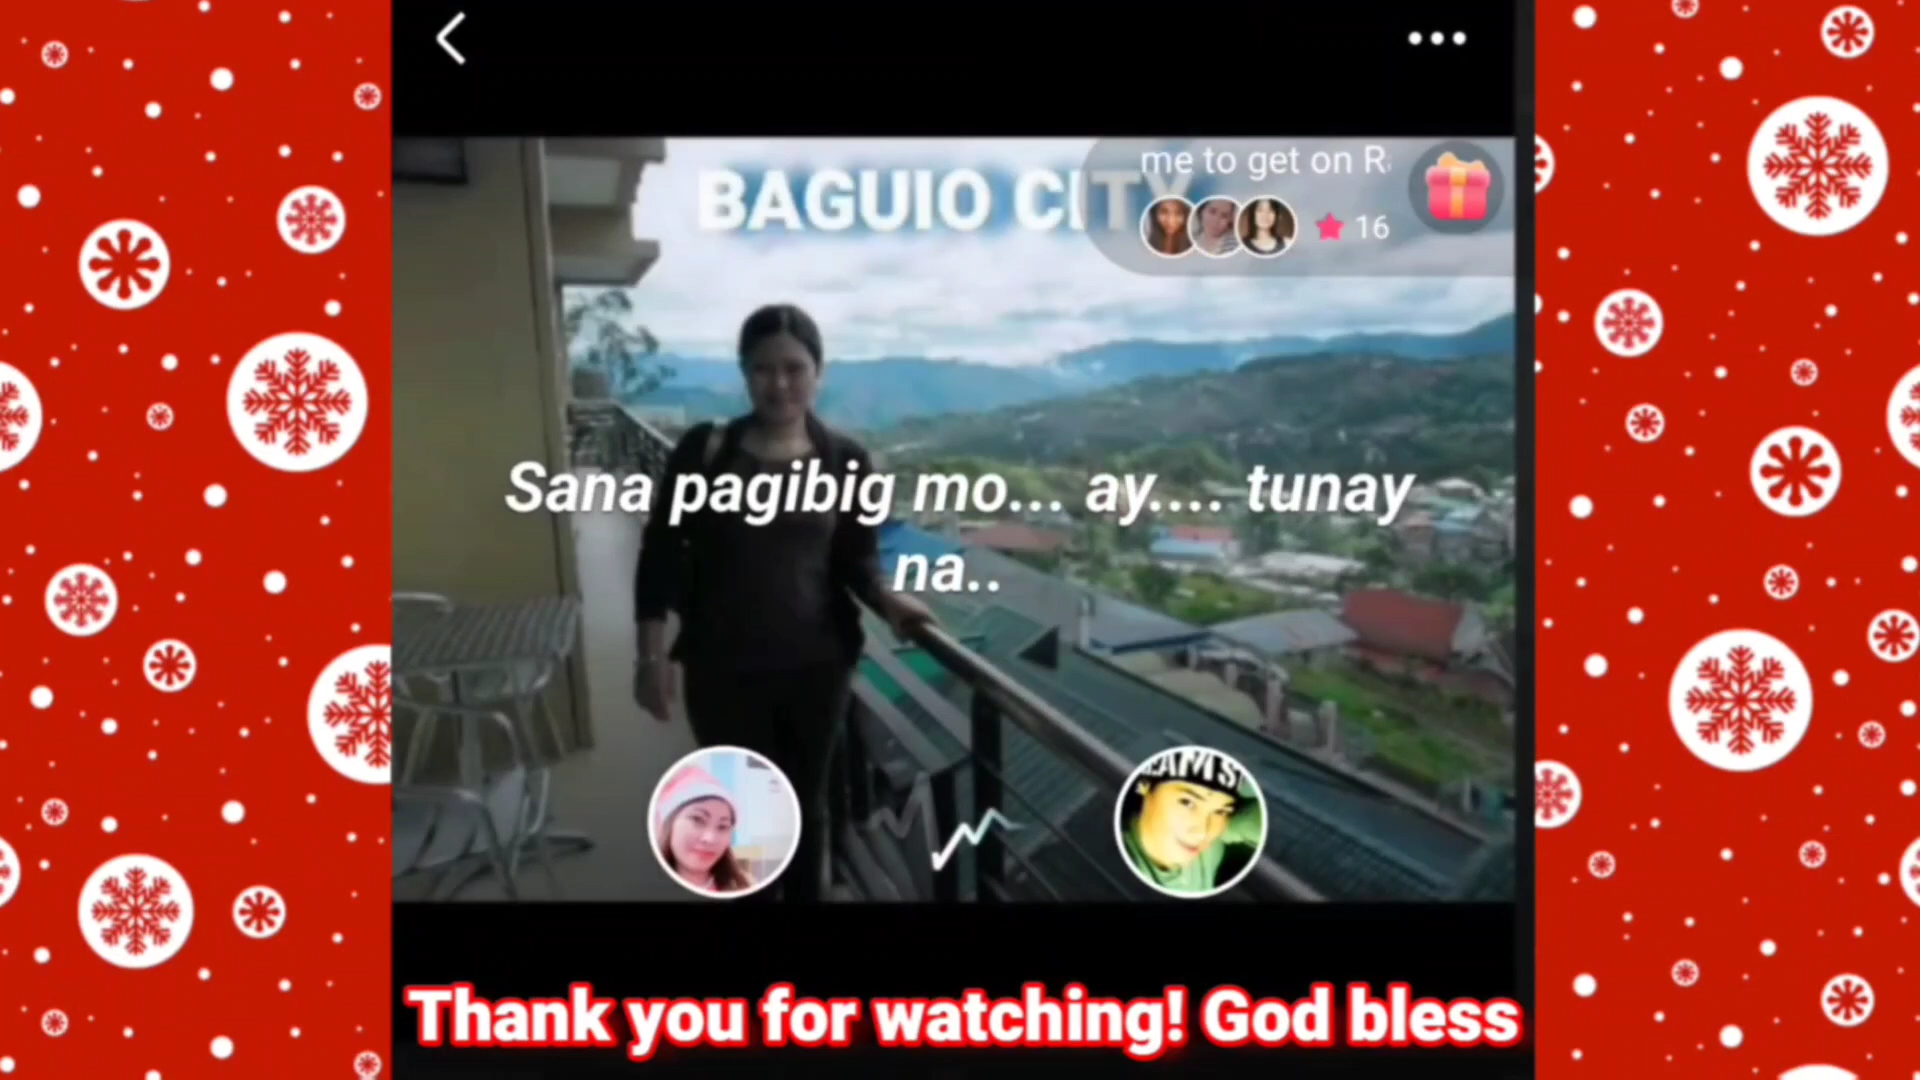 BAGUIO CITY
me to get on R
16
Sana pagibig mo... ay.... tunay
na..
Thank you for watching! God bless